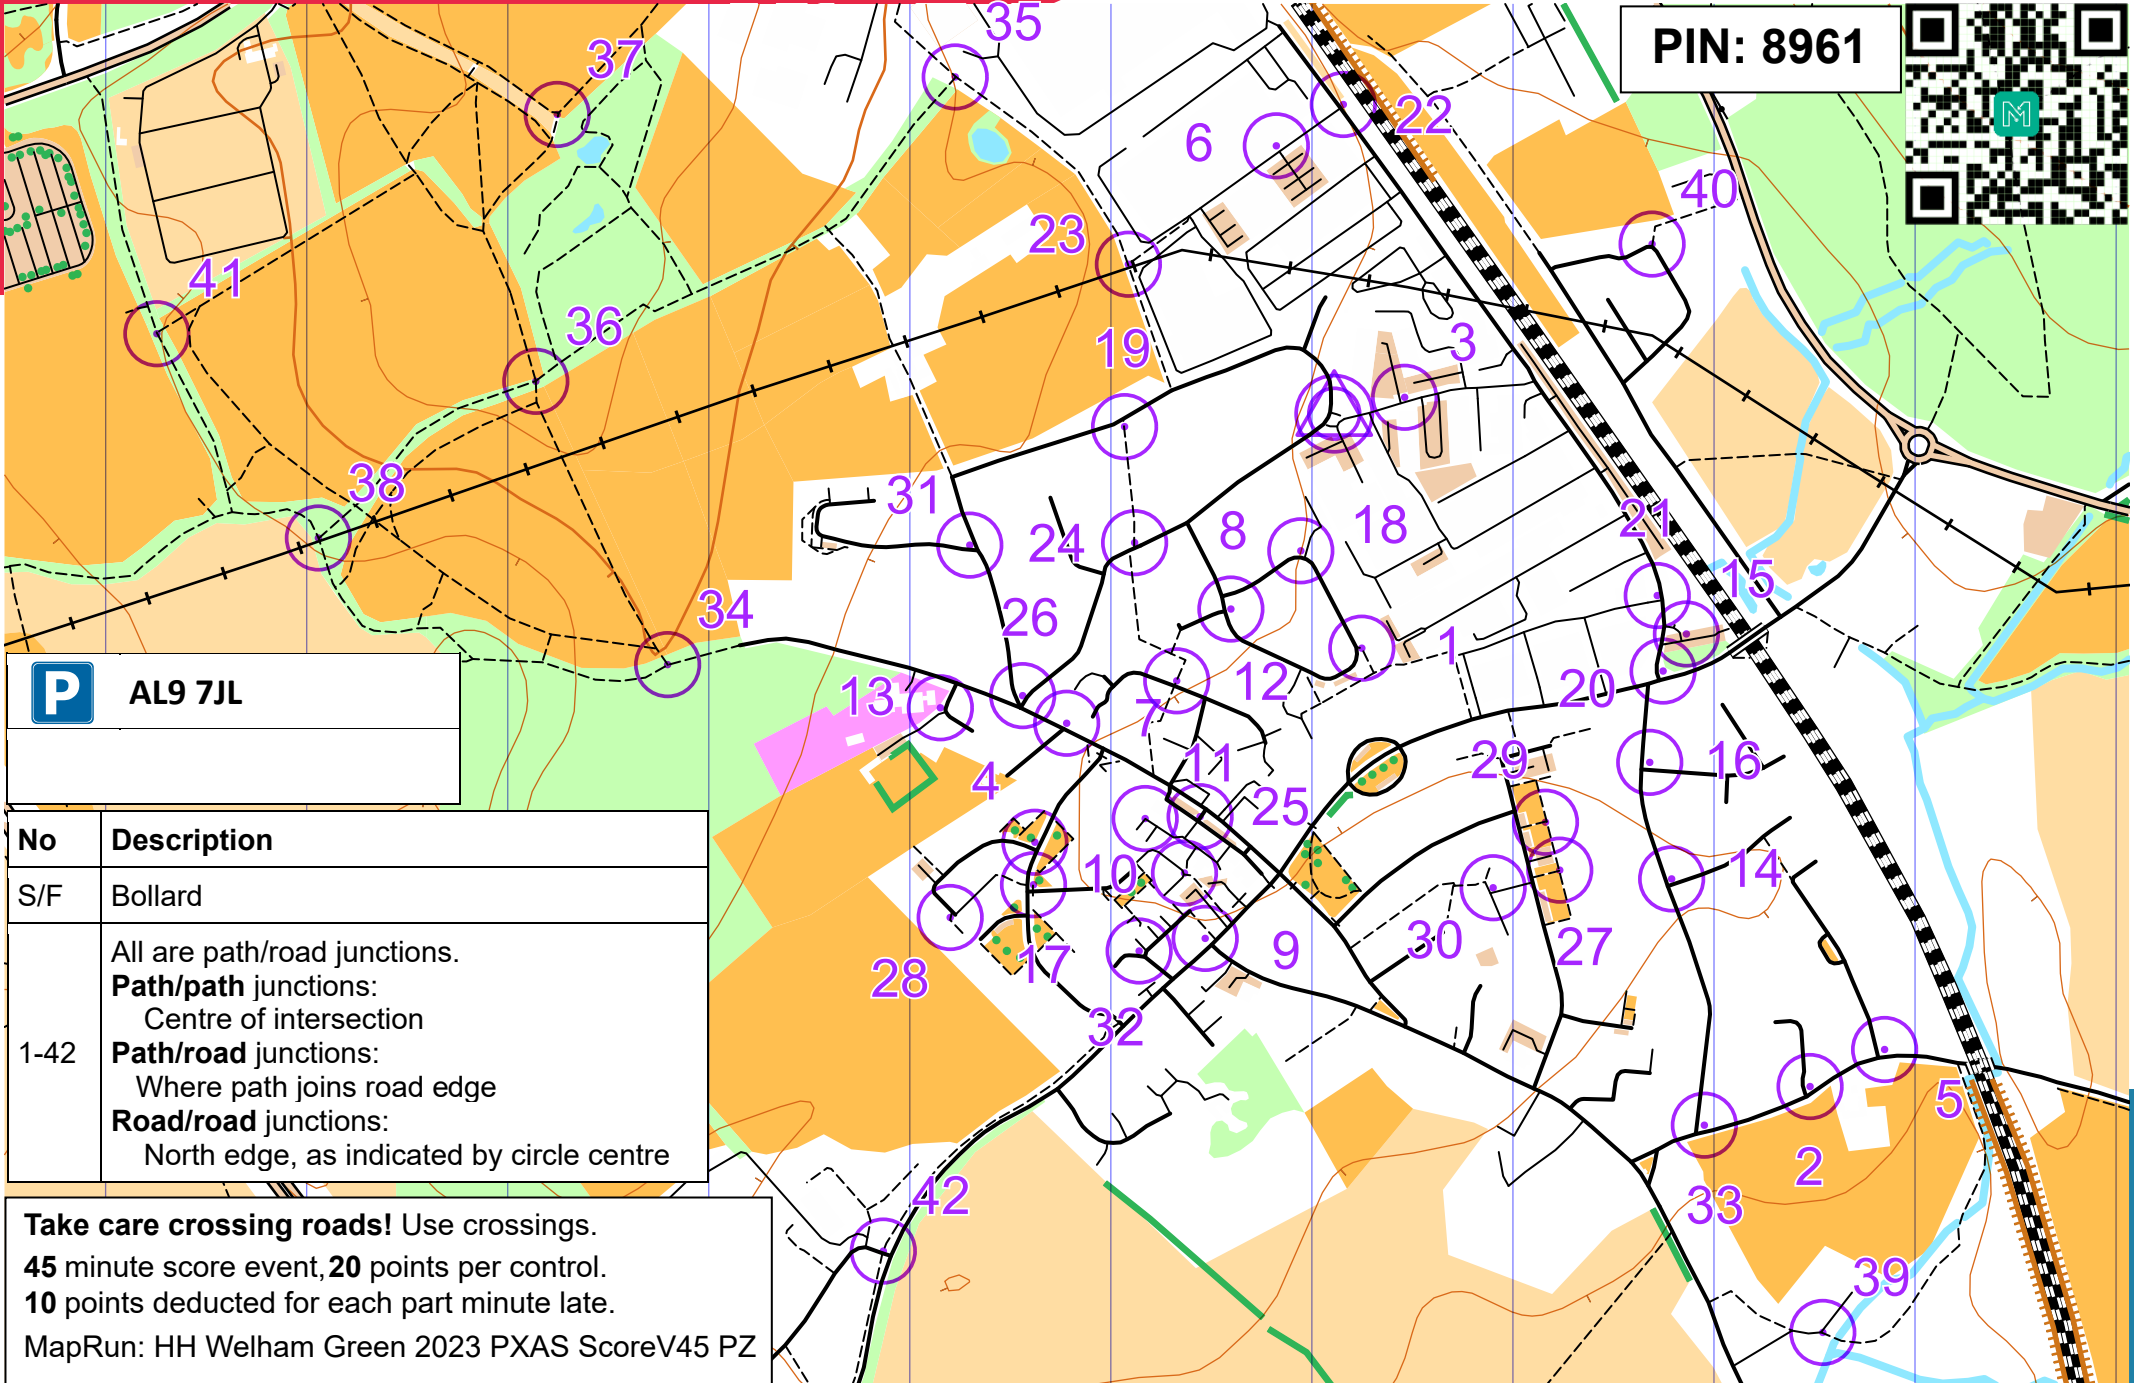 35
37
PIN: 8961
22
6
40
23
41
36
19
3
38
31
8
18
24
21
15
34
26
1
12
20
13
7
P AL9 7JL
11
29
16
4
25
No Description
10
14
S/F Bollard
30
27
9
17
28
All are path/road junctions.
Path/path junctions:
Centre of intersection
1-42
32
Path/road junctions:
Where path joins road edge
5
Road/road junctions:
North edge, as indicated by circle centre
2
42
33
Take care crossing roads! Use crossings.
45 minute score event, 20 points per control.
39
10 points deducted for each part minute late.
MapRun: HH Welham Green 2023 PXAS ScoreV45 PZ